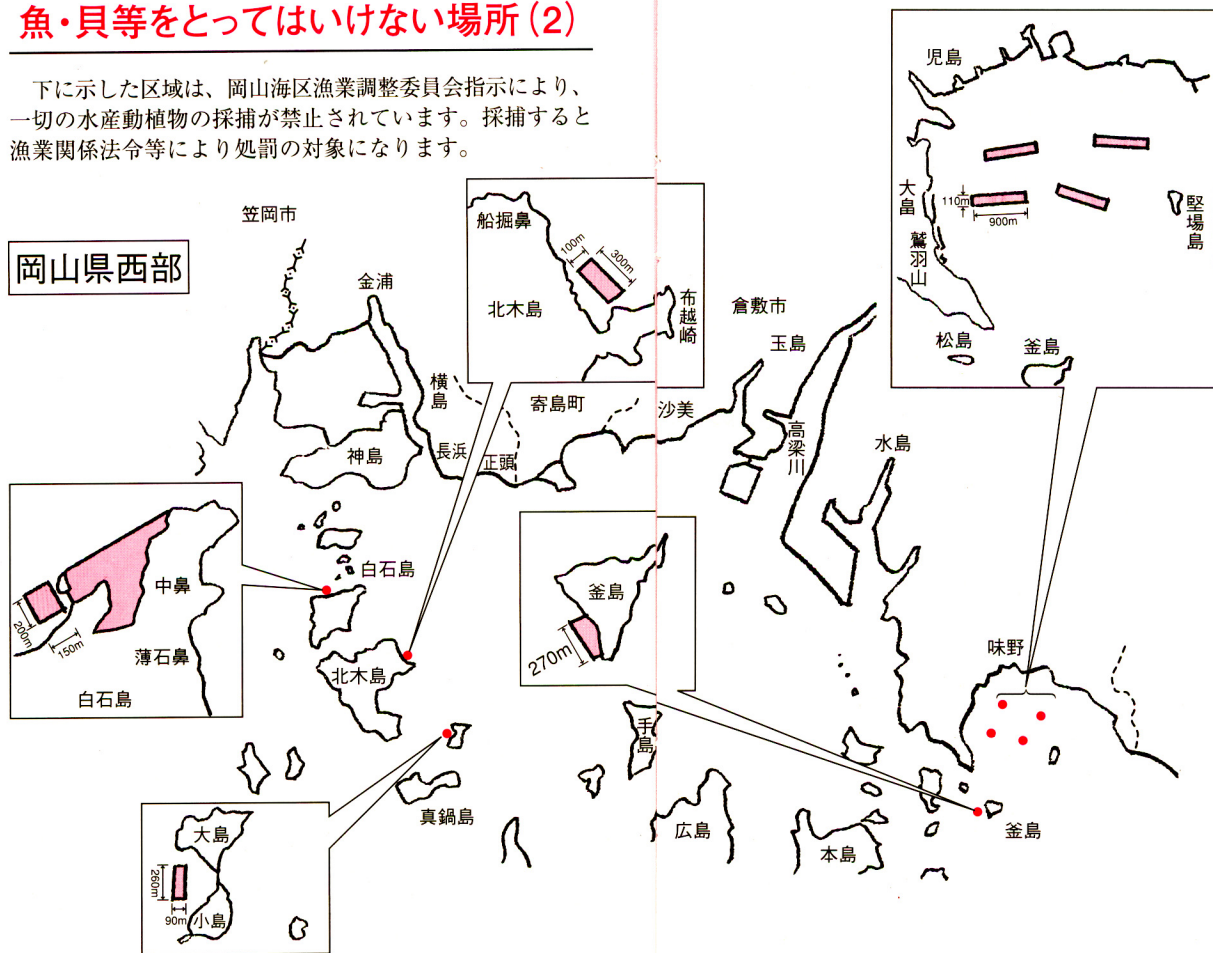 魚・貝等をとってはいけない場所(2)
下に示した区域は、岡山海区漁業調整委員会指示により、
一切の水産動植物の採捕が禁止されています。採捕すると
漁業関係法令等により処罰の対象になります。
岡山県西部
笠岡市
金浦
横島
神島
長浜
正頭
寄島町
沙美
倉敷市
玉島
高梁川
水島
船掘鼻
100m
300m
北木島
布越崎
児島
大畠
鷲羽山
110m
900m
竪場島
松島
釜島
中鼻
200m
150m
薄石鼻
白石島
白石島
北木島
釜島
270m
味野
手島
真鍋島
広島
本島
釜島
大島
260m
90m
小島